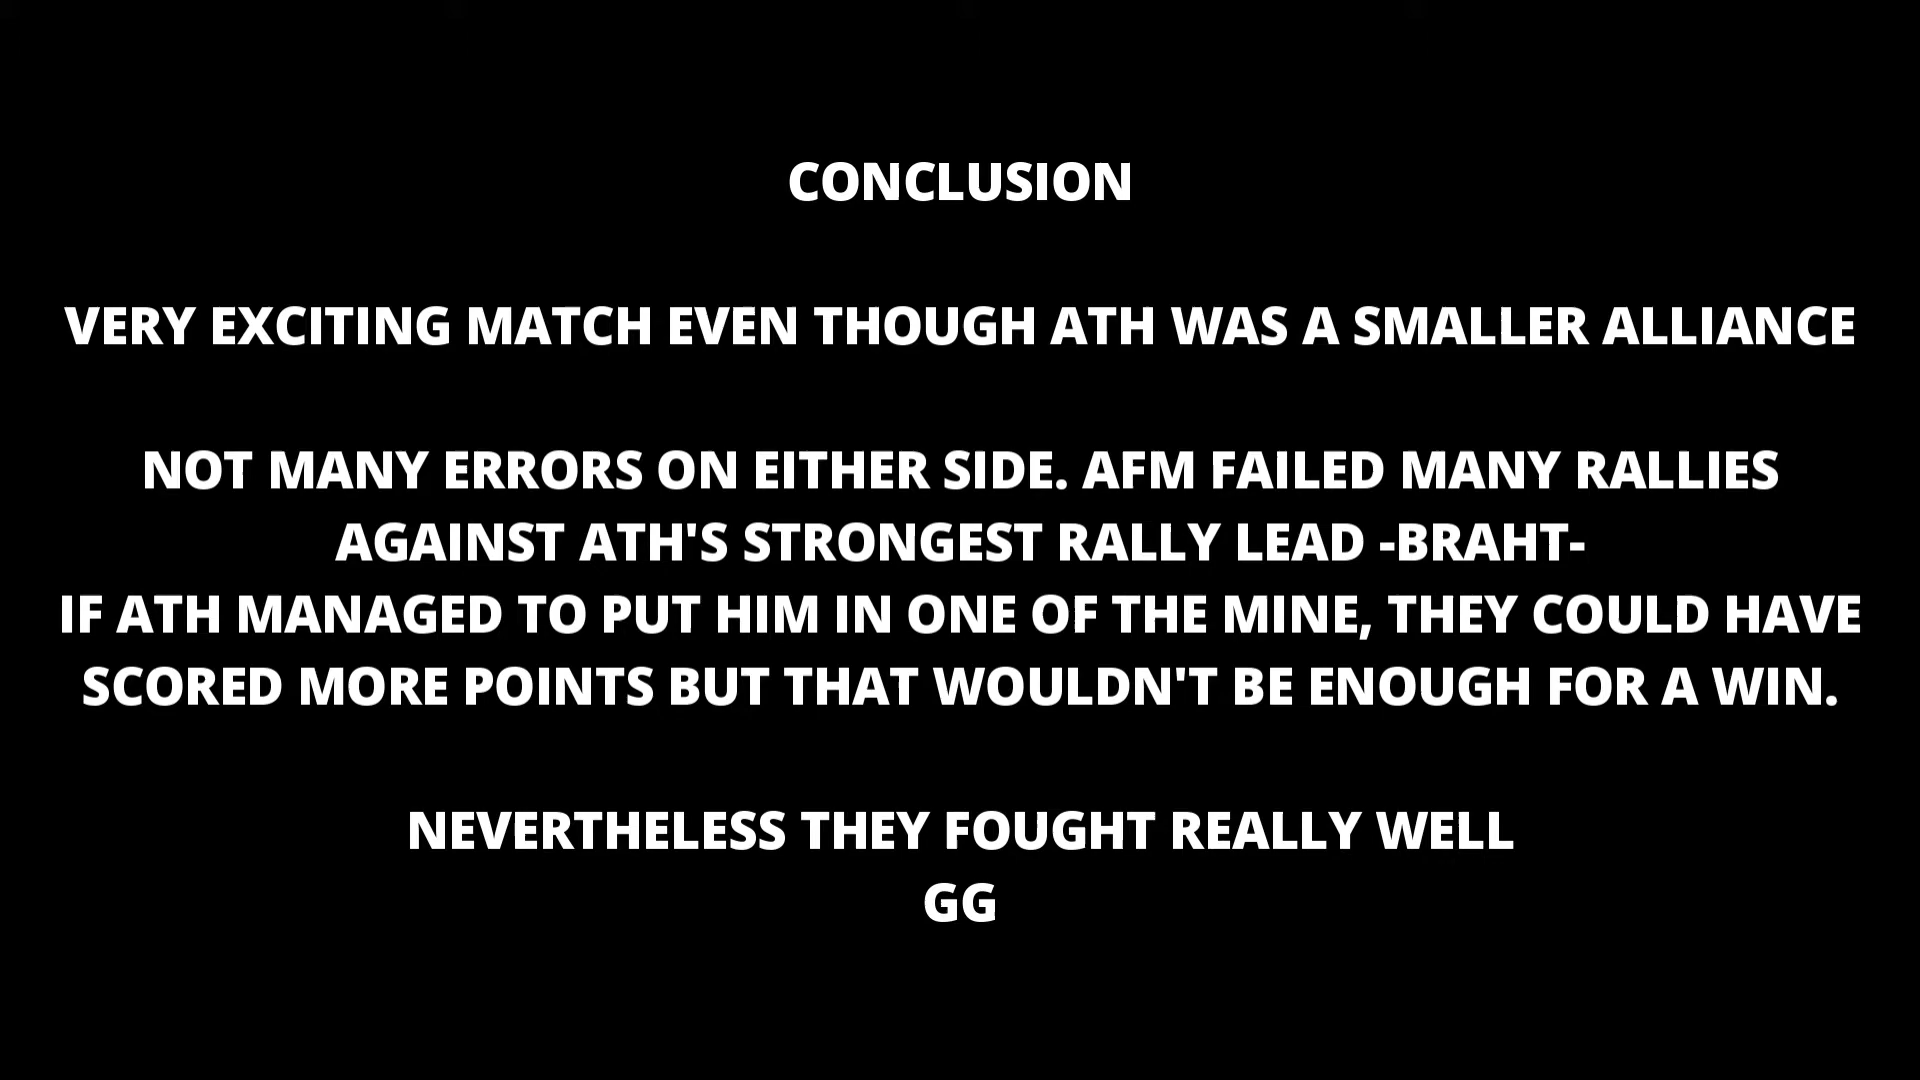 CONCLUSION
VERY EXCITING MATCH EVEN THOUGH ATH WAS A SMALLER ALLIANCE
NOT MANY ERRORS ON EITHER SIDE. AFM FAILED MANY RALLIES
AGAINST ATH'S STRONGEST RALLY LEAD -BRAHT-
IF ATH MANAGED TO PUT HIM IN ONE OF THE MINE, THEY COULD HAVE
SCORED MORE POINTS BUT THAT WOULDN'T BE ENOUGH FOR A WIN.
NEVERTHELESS THEY FOUGHT REALLY WELL
GG